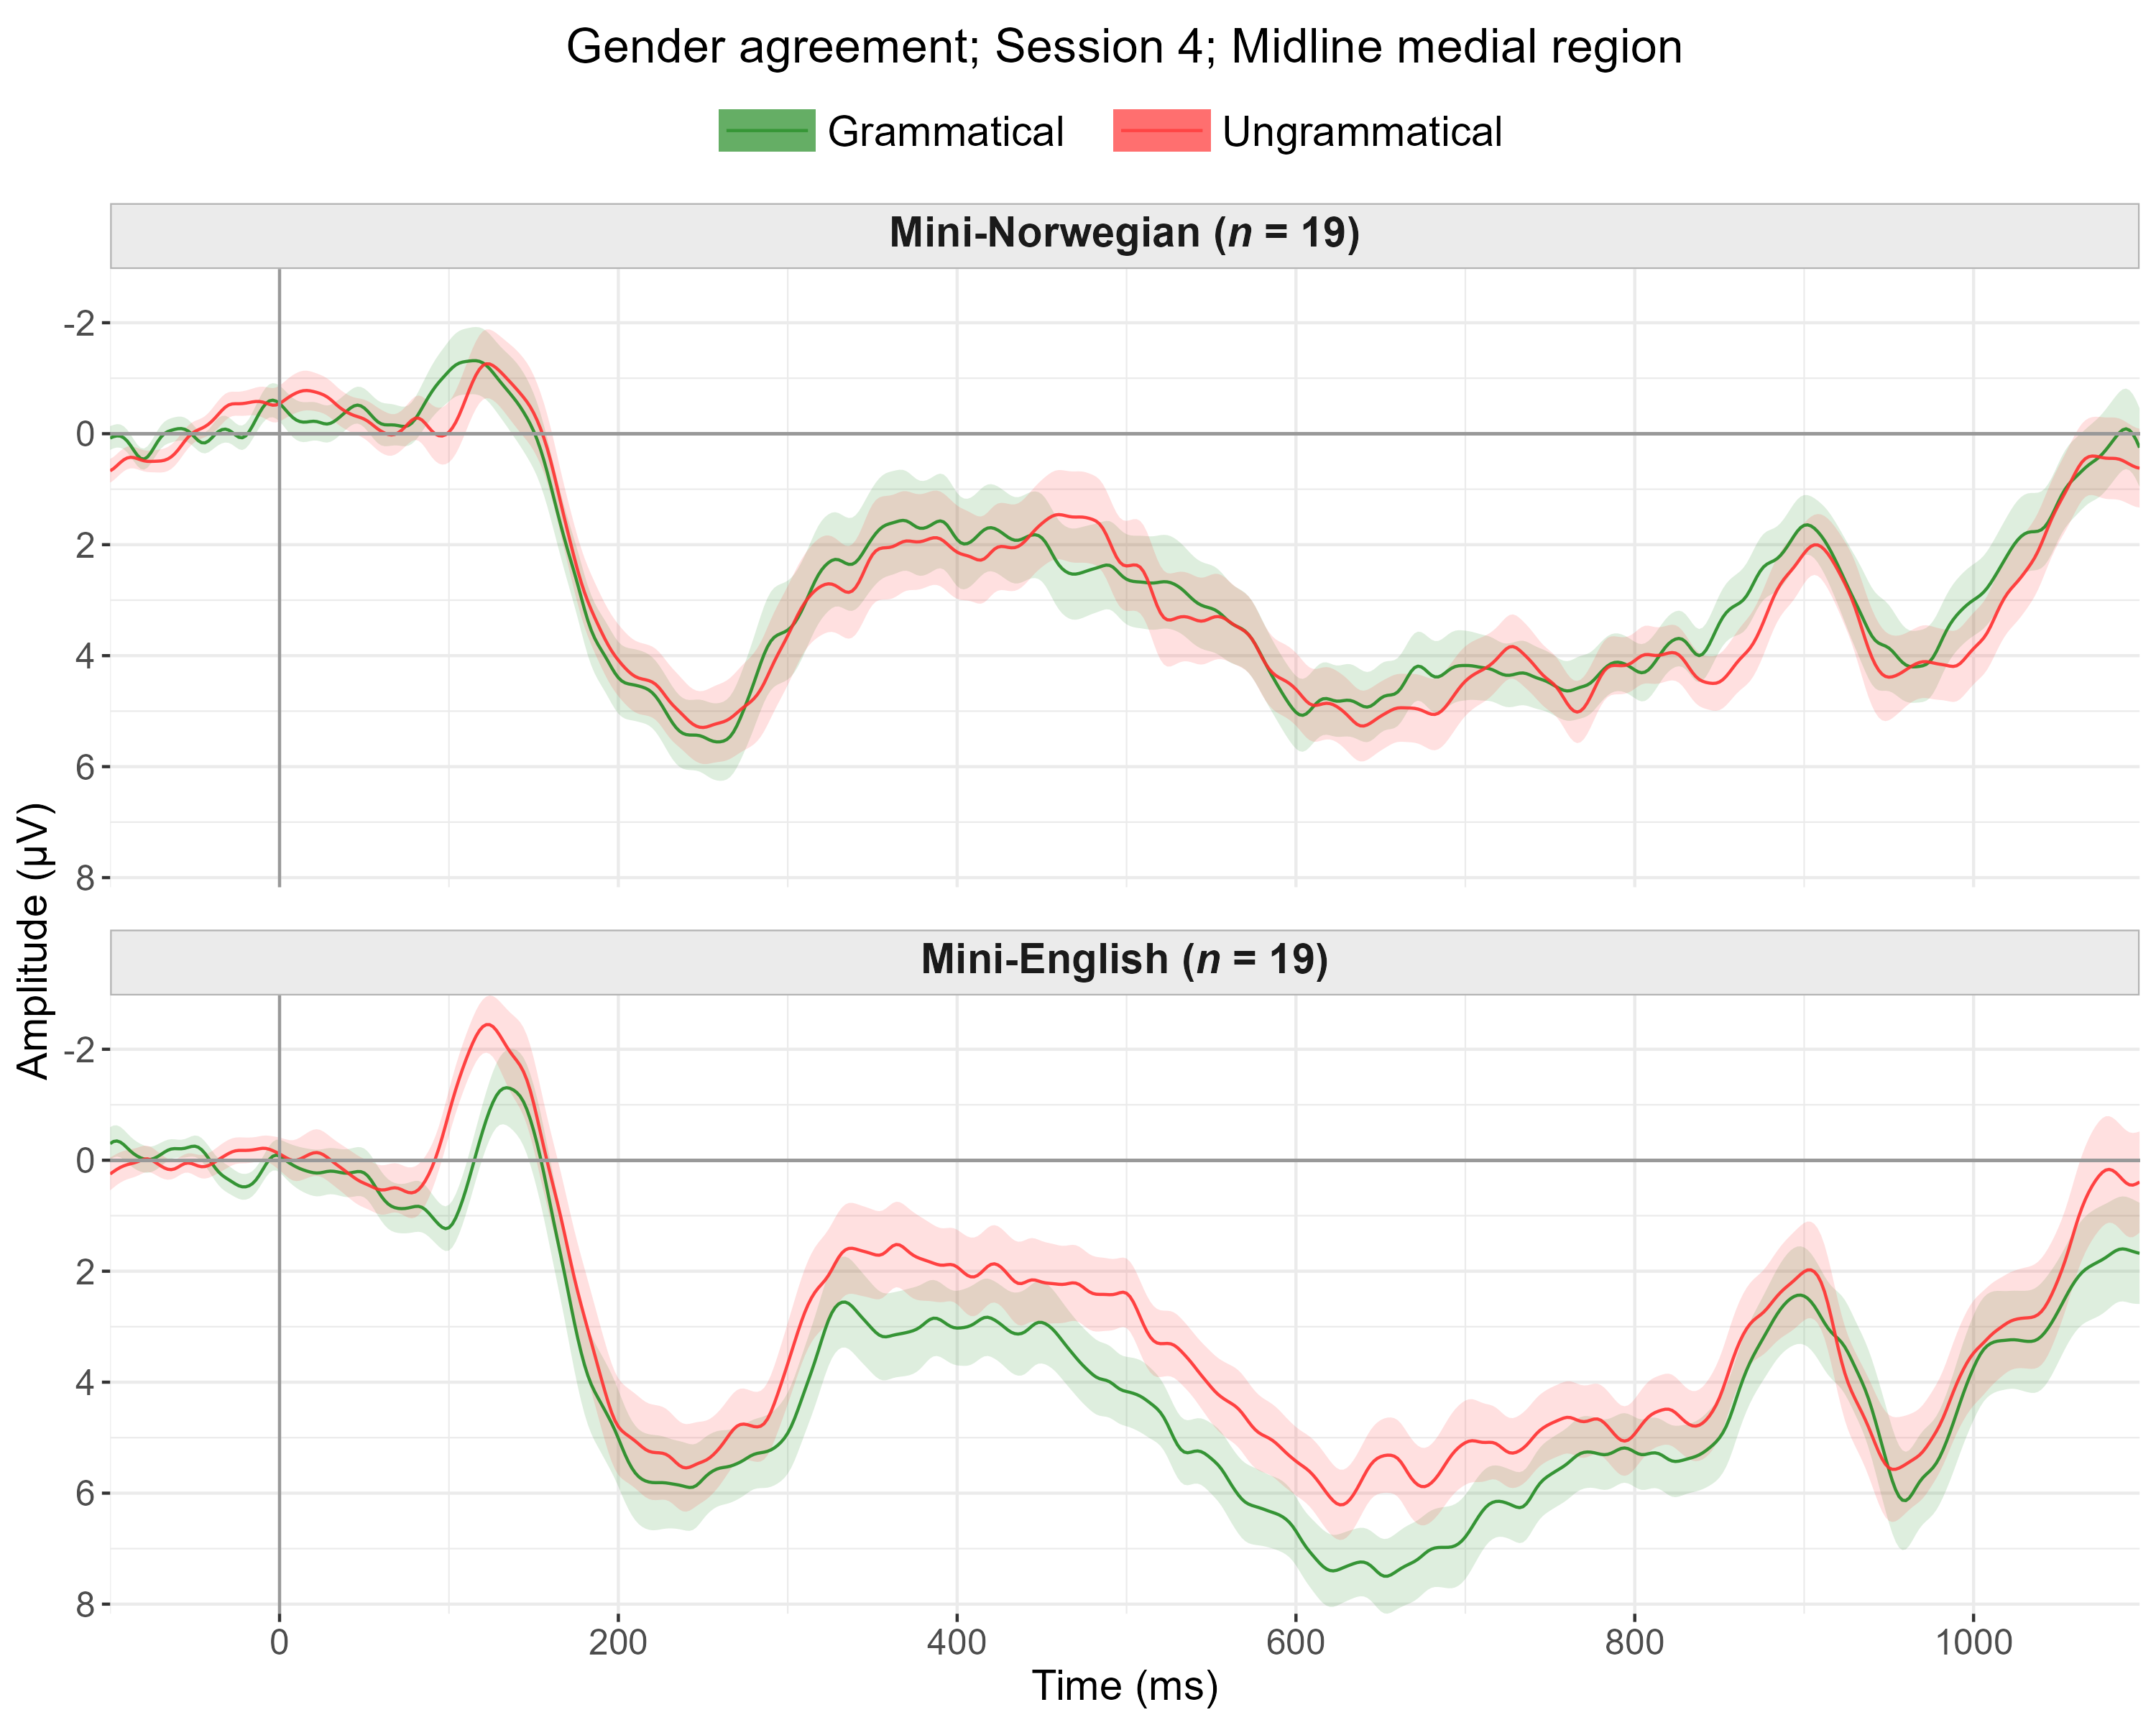 Gender agreement; Session 4; Midline medial region
Grammatical Ungrammatical
Mini-Norwegian (n = 19)
-2
0
2
4
6
8
Mini-English (n = 19)
-2
0
2
4
6
8
0 200 400 600 800 1000
Time (ms)
Amplitude (µV)